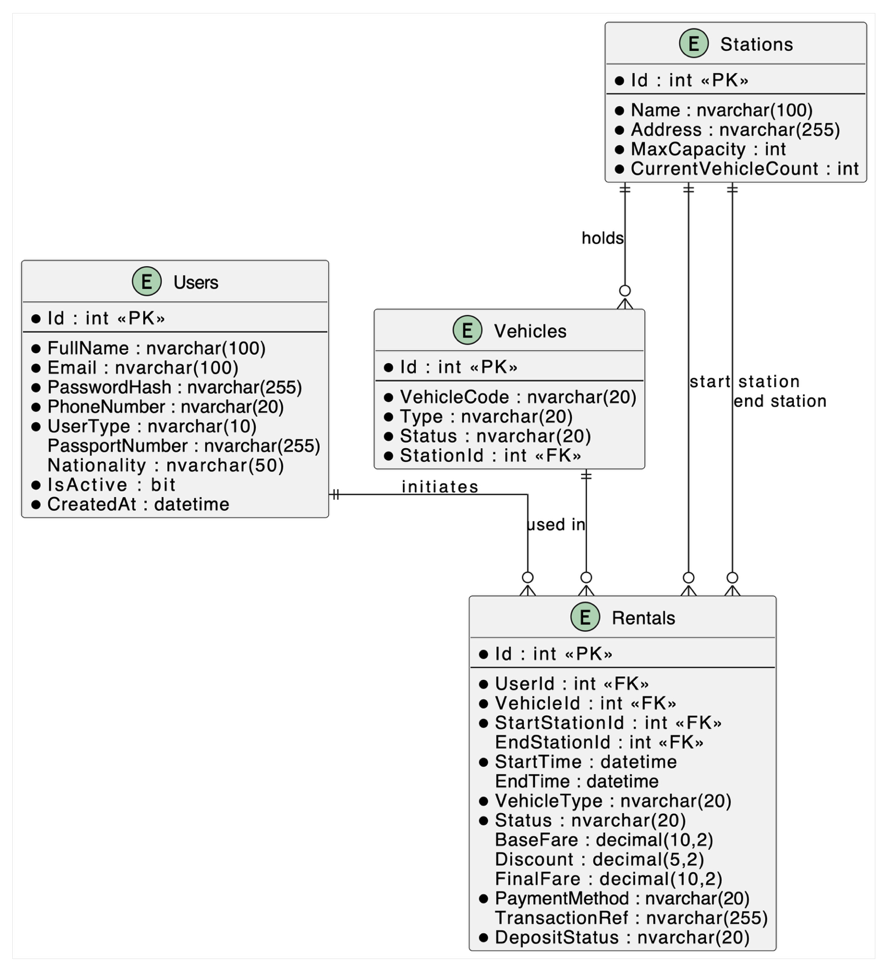 E Stations
Id : int «PK»
Name : nvarchar(100)
Address : nvarchar(255)
MaxCapacity : int
CurrentVehicleCount : int
holds
E Users
Id : int «PK»
FullName : nvarchar(100)
Email : nvarchar(100)
PasswordHash : nvarchar(255)
PhoneNumber : nvarchar(20)
UserType : nvarchar(10)
PassportNumber : nvarchar(255)
Nationality : nvarchar(50)
IsActive : bit
CreatedAt : datetime
E Vehicles
Id : int «PK»
VehicleCode : nvarchar(20)
Type : nvarchar(20)
Status : nvarchar(20)
StationId : int «FK»
start station
end station
initiates
used in
E Rentals
Id : int «PK»
UserId : int «FK»
VehicleId : int «FK»
StartStationId : int «FK»
EndStationId : int «FK»
StartTime : datetime
EndTime : datetime
VehicleType : nvarchar(20)
Status : nvarchar(20)
BaseFare : decimal(10,2)
Discount : decimal(5,2)
FinalFare : decimal(10,2)
PaymentMethod : nvarchar(20)
TransactionRef : nvarchar(255)
DepositStatus : nvarchar(20)